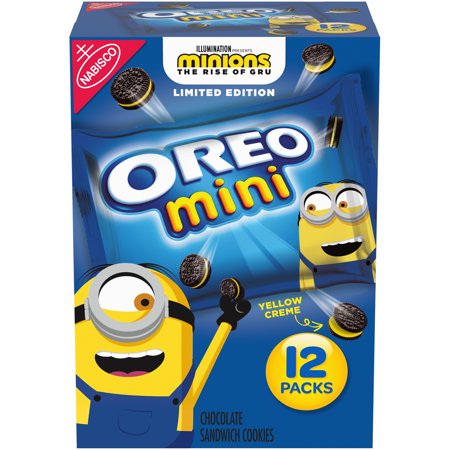 NABISCO
ILLUMINATION PRESENTS
MINIONS
THE RISE OF GRU
LIMITED EDITION
OREO
mini
YELLOW
CREME
12
PACKS
CHOCOLATE
SANDWICH COOKIES